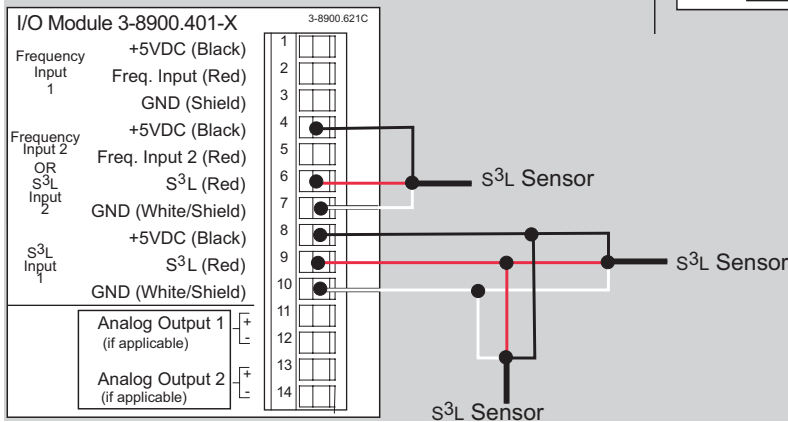 I/O Module 3-8900.401-X
3-8900.621C
Frequency
Input
1
+5VDC (Black)
Freq. Input (Red)
GND (Shield)
Frequency
Input 2
OR
S³L
Input
2
+5VDC (Black)
Freq. Input 2 (Red)
S³L (Red)
GND (White/Shield)
S³L
Input
1
+5VDC (Black)
S³L (Red)
GND (White/Shield)
Analog Output 1
(if applicable)
+
-
Analog Output 2
(if applicable)
+
-
1
2
3
4
5
6
7
8
9
10
11
12
13
14
S³L Sensor
S³L Sensor
S³L Sensor